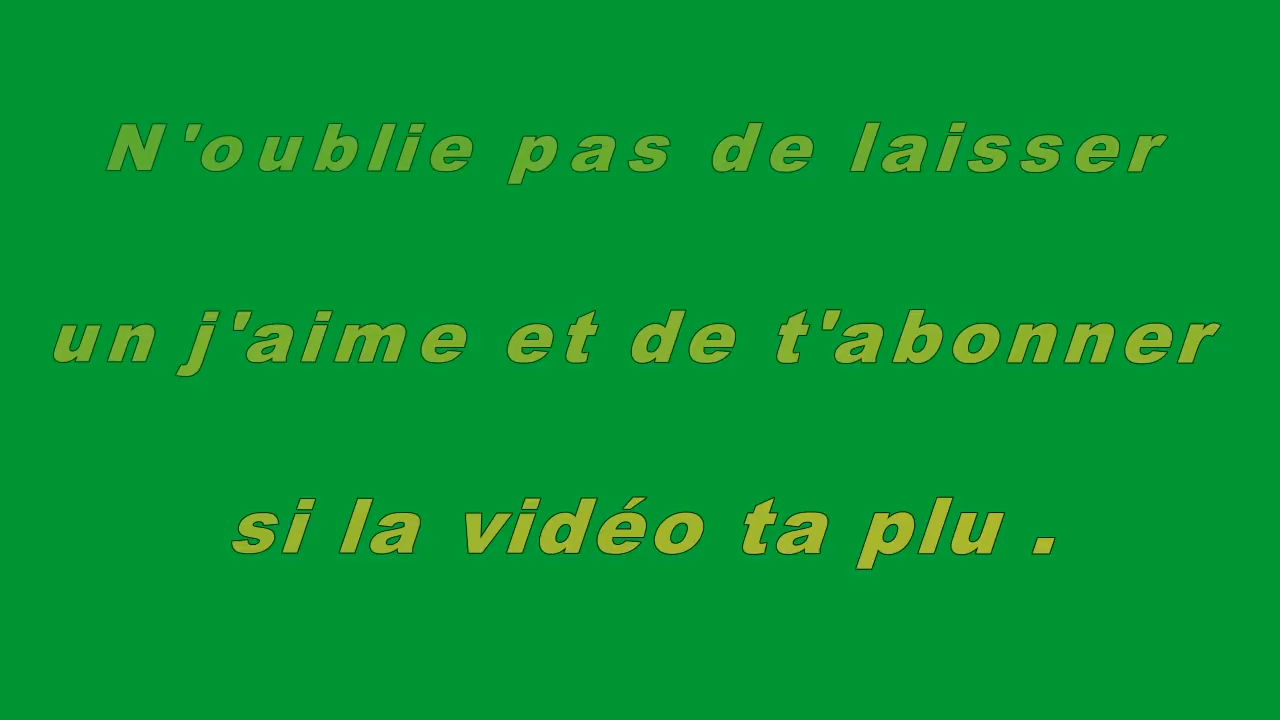 N'oublie pas de laisser
un j'aime et de t'abonner
si la vidéo ta plu .